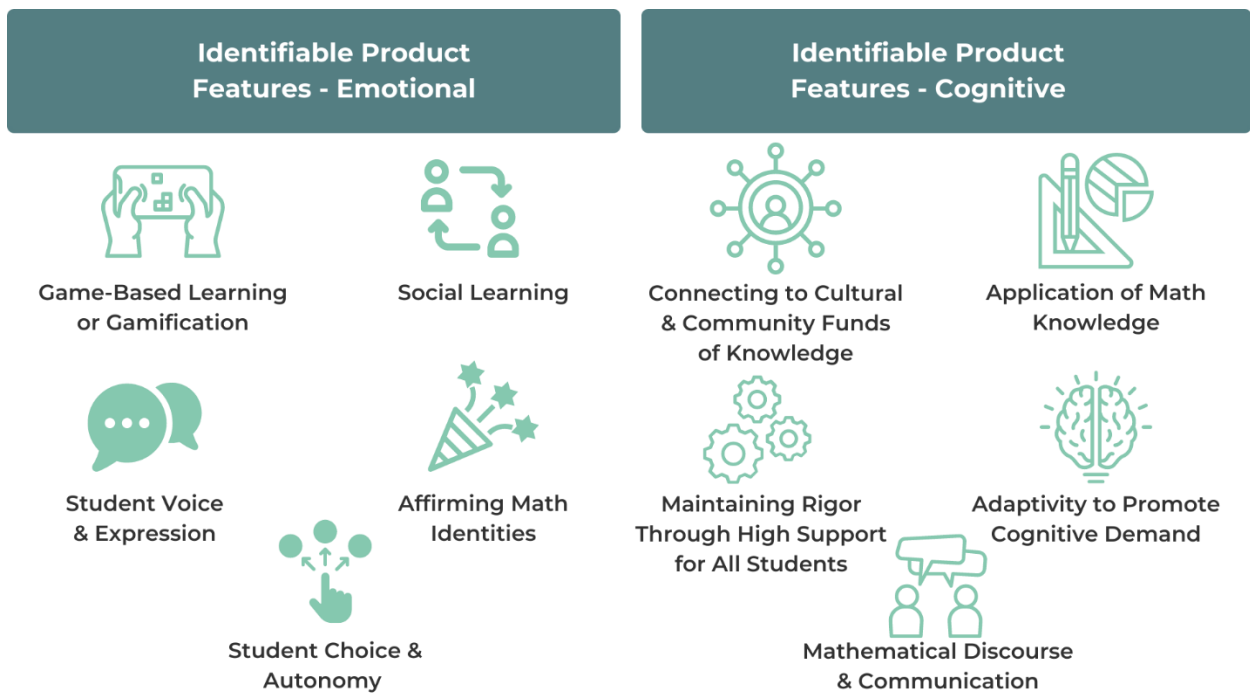 Identifiable Product
Features - Emotional
Game-Based Learning
or Gamification
Social Learning
Student Voice
& Expression
Affirming Math
Identities
Student Choice &
Autonomy
Identifiable Product
Features - Cognitive
Connecting to Cultural
& Community Funds
of Knowledge
Application of Math
Knowledge
Maintaining Rigor
Through High Support
for All Students
Adaptivity to Promote
Cognitive Demand
Mathematical Discourse
& Communication